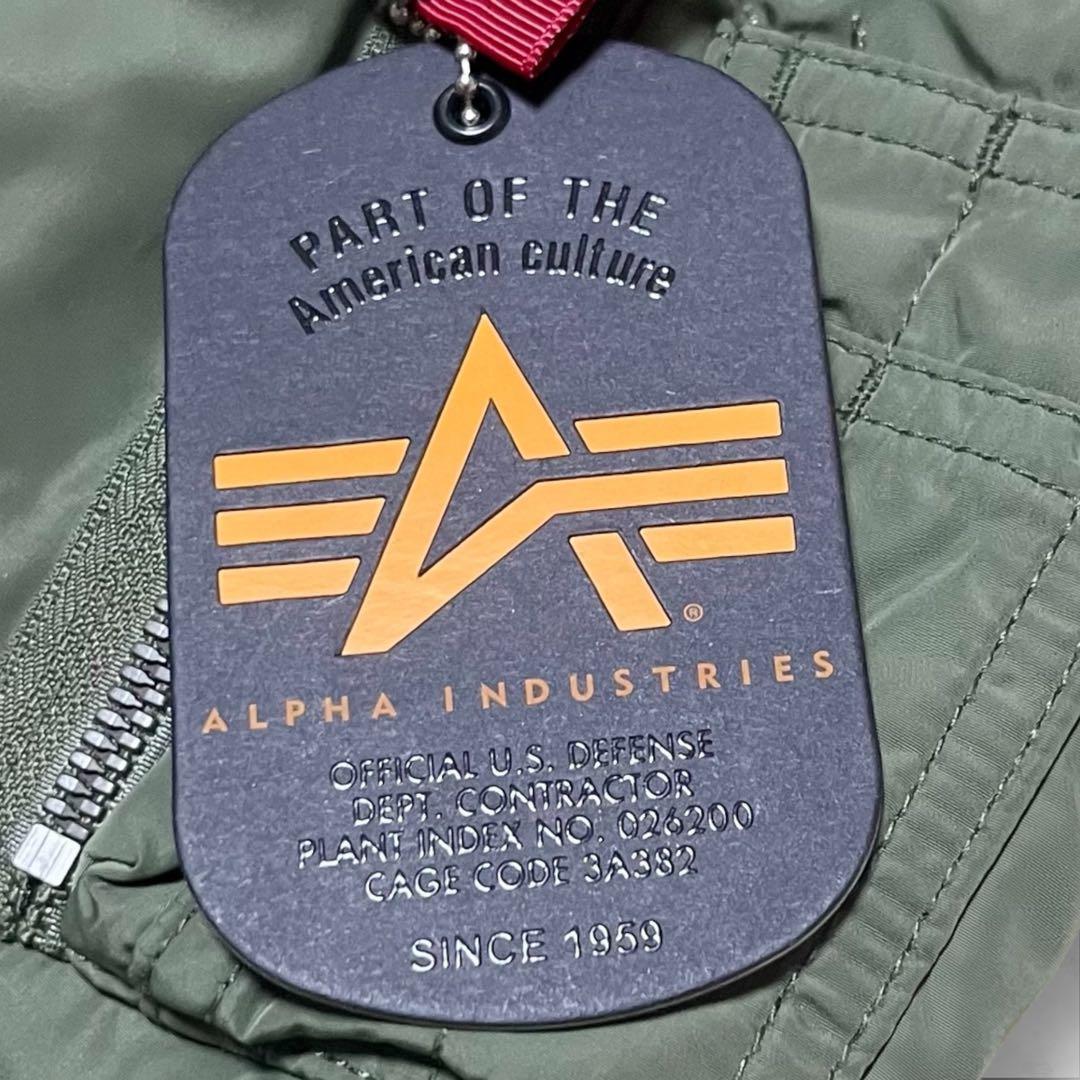 PART OF THE
American culture
®
ALPHA INDUSTRIES
OFFICIAL U.S. DEFENSE
DEPT. CONTRACTOR
PLANT INDEX NO. 026200
CAGE CODE 3A382
SINCE 1959